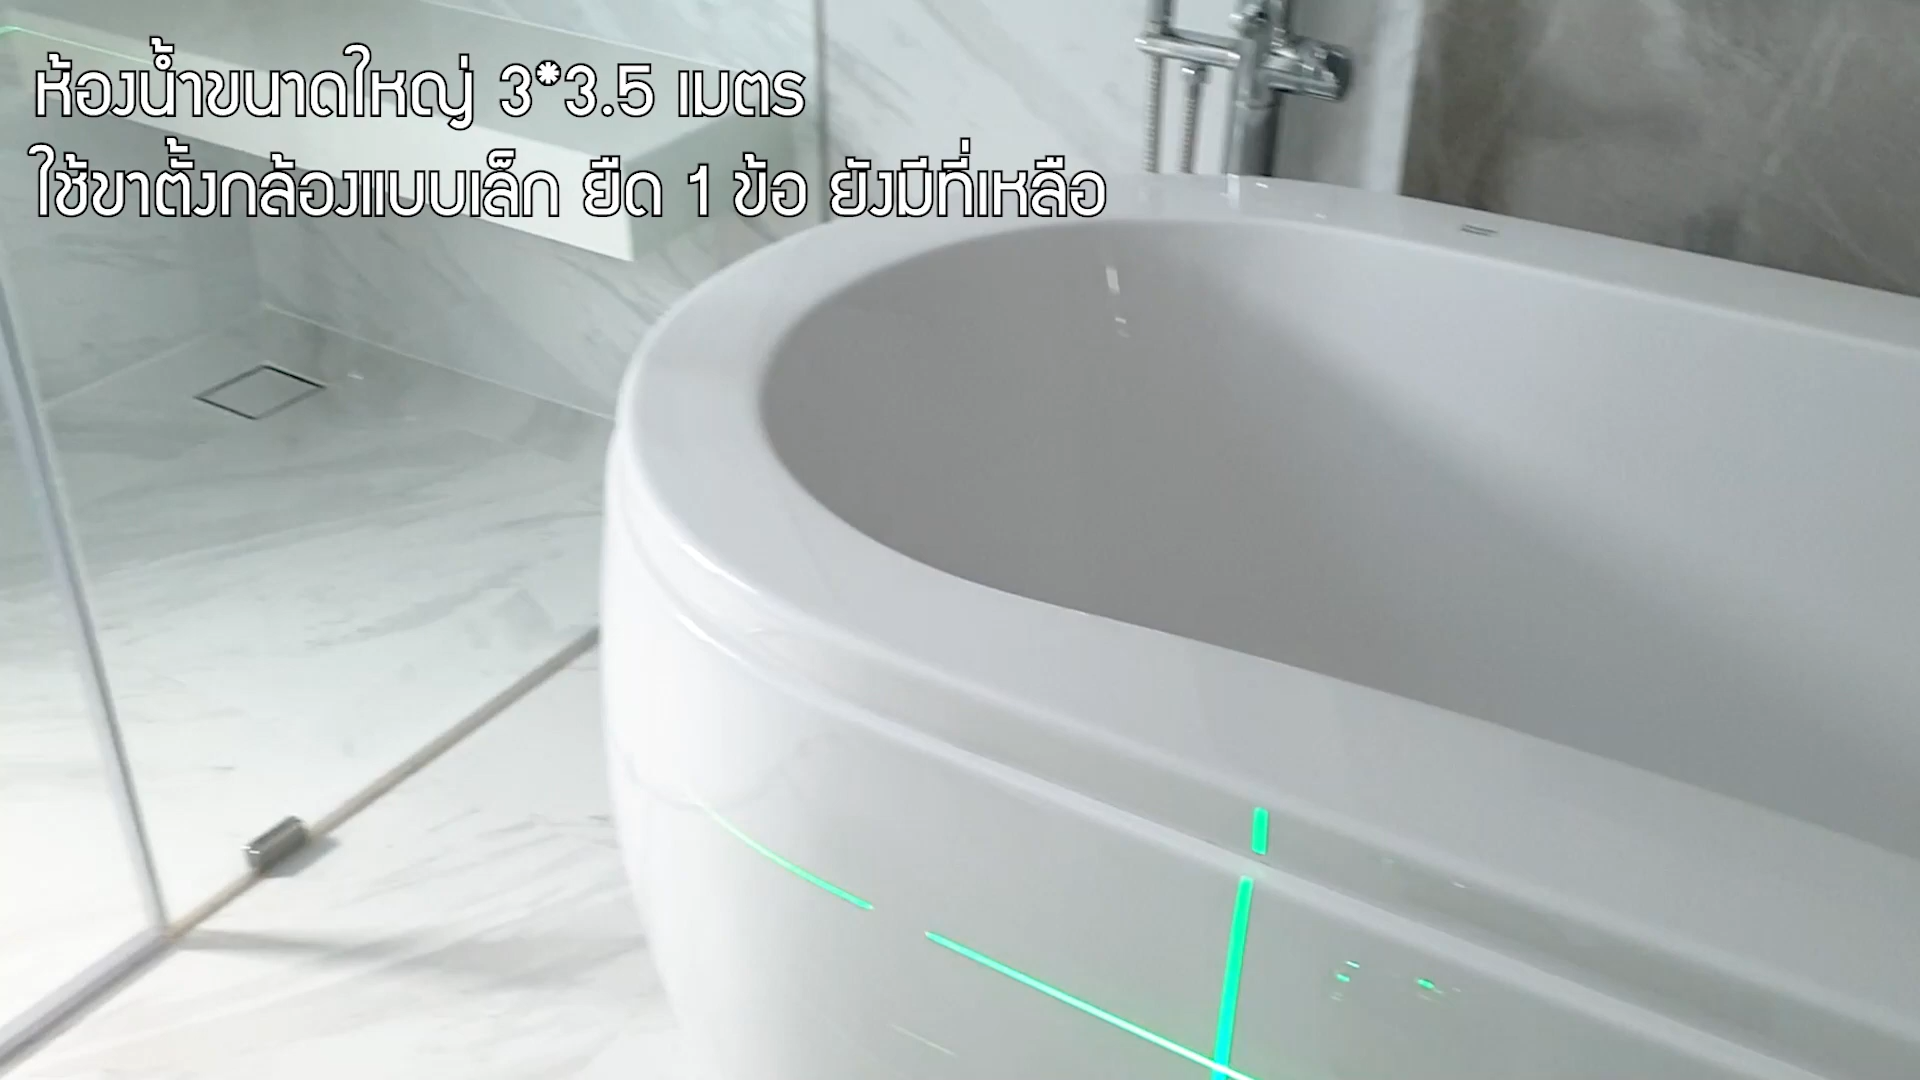 ห้องน้ำขนาดใหญ่ 3*3.5 เมตร
ใช้ขาตั้งกล้องแบบเล็ก ยืด 1 ข้อ ยังมีที่เหลือ